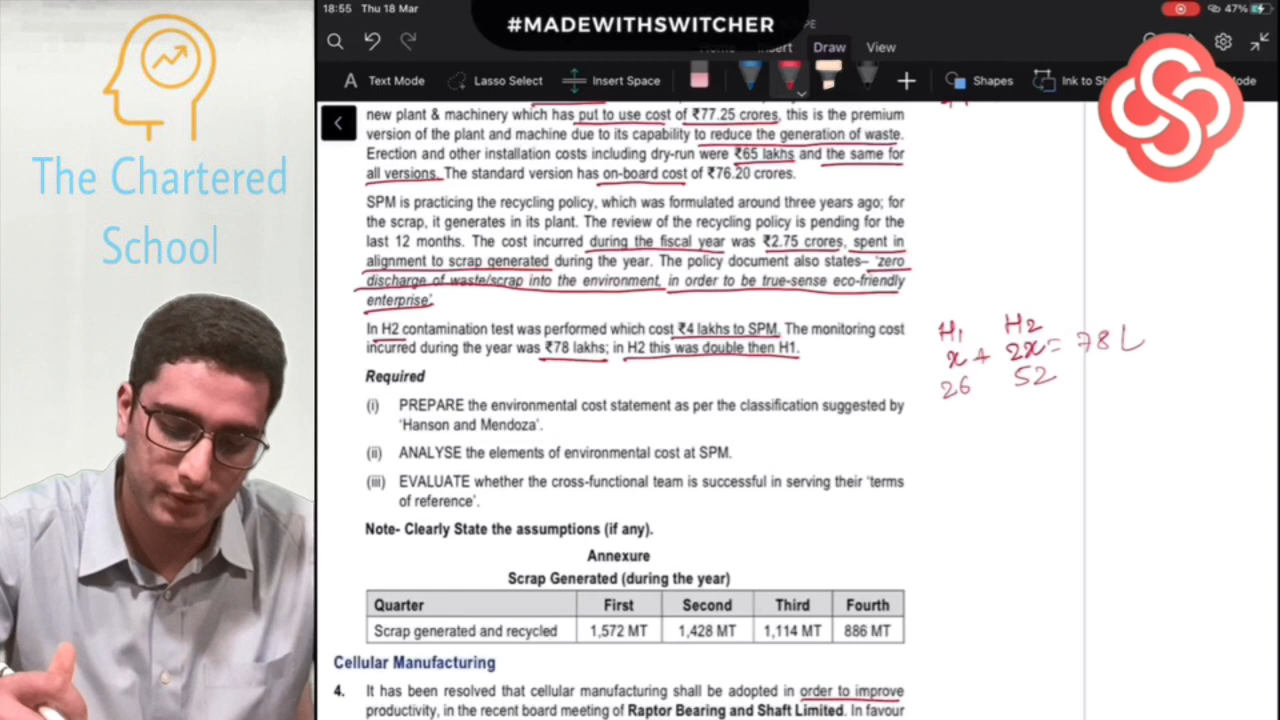 18:55 Thu 18 Mar
#MADEWITHSWITCHER
47%
Draw
View
Text Mode
Lasso Select
Insert Space
Shapes
Ink to Sh
The Chartered
School
new plant & machinery which has put to use cost of ₹77.25 crores, this is the premium
version of the plant and machine due to its capability to reduce the generation of waste.
Erection and other installation costs including dry-run were ₹65 lakhs and the same for
all versions. The standard version has on-board cost of ₹76.20 crores.
SPM is practicing the recycling policy, which was formulated around three years ago; for
the scrap, it generates in its plant. The review of the recycling policy is pending for the
last 12 months. The cost incurred during the fiscal year was ₹2.75 crores, spent in
alignment to scrap generated during the year. The policy document also states– 'zero
discharge of waste/scrap into the environment, in order to be true-sense eco-friendly
enterprise'.
In H2 contamination test was performed which cost ₹4 lakhs to SPM. The monitoring cost
incurred during the year was ₹78 lakhs; in H2 this was double then H1.
H1 H2
x + 2x = 78 L
26 52
Required
(i) PREPARE the environmental cost statement as per the classification suggested by
'Hanson and Mendoza'.
(ii) ANALYSE the elements of environmental cost at SPM.
(iii) EVALUATE whether the cross-functional team is successful in serving their 'terms
of reference'.
Note- Clearly State the assumptions (if any).
Annexure
Scrap Generated (during the year)
Quarter First Second Third Fourth
Scrap generated and recycled 1,572 MT 1,428 MT 1,114 MT 886 MT
Cellular Manufacturing
4. It has been resolved that cellular manufacturing shall be adopted in order to improve
productivity, in the recent board meeting of Raptor Bearing and Shaft Limited. In favour